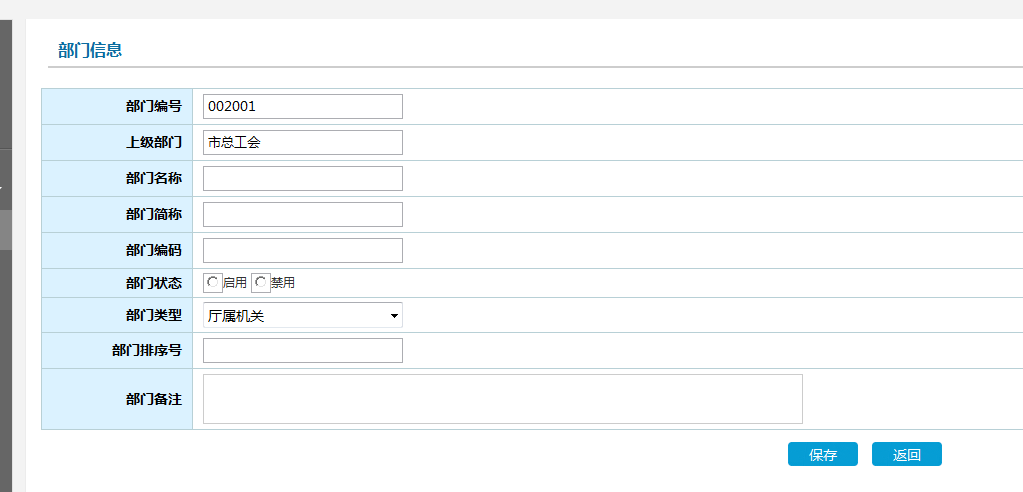 部门信息
部门编号 002001
上级部门 市总工会
部门名称
部门简称
部门编码
部门状态 启用 禁用
部门类型 厅属机关
部门排序号
部门备注
保存 返回